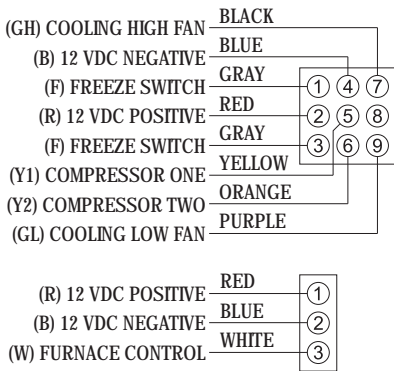 (GH) COOLING HIGH FAN BLACK
(B) 12 VDC NEGATIVE BLUE
(F) FREEZE SWITCH GRAY 1 4 7
(R) 12 VDC POSITIVE RED 2 5 8
(F) FREEZE SWITCH GRAY 3 6 9
(Y1) COMPRESSOR ONE YELLOW
(Y2) COMPRESSOR TWO ORANGE
(GL) COOLING LOW FAN PURPLE
(R) 12 VDC POSITIVE RED 1
(B) 12 VDC NEGATIVE BLUE 2
(W) FURNACE CONTROL WHITE 3